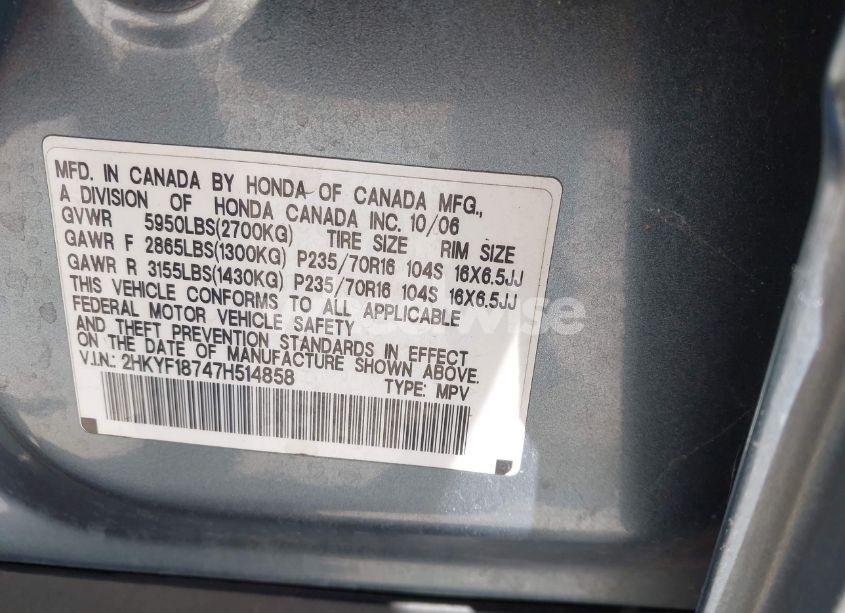 MFD. IN CANADA BY HONDA OF CANADA MFG.,
A DIVISION OF HONDA CANADA INC. 10/06
GVWR 5950LBS(2700KG) TIRE SIZE RIM SIZE
GAWR F 2865LBS(1300KG) P235/70R16 104S 16X6.5JJ
GAWR R 3155LBS(1430KG) P235/70R16 104S 16X6.5JJ
THIS VEHICLE CONFORMS TO ALL APPLICABLE
FEDERAL MOTOR VEHICLE SAFETY
AND THEFT PREVENTION STANDARDS IN EFFECT
ON THE DATE OF MANUFACTURE SHOWN ABOVE.
V.I.N.: 2HKYF18747H514858 TYPE: MPV